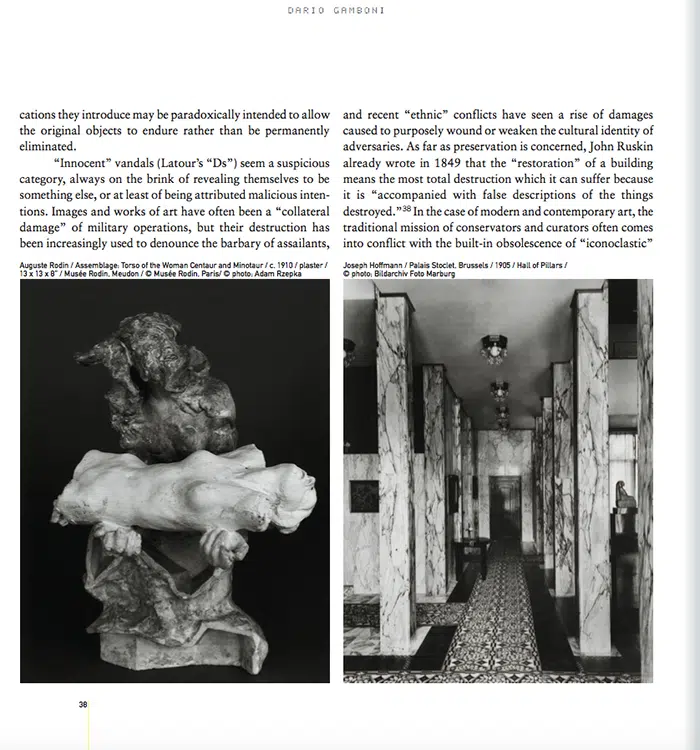 DARIO GAMBONI
cations they introduce may be paradoxically intended to allow
the original objects to endure rather than be permanently
eliminated.
“Innocent” vandals (Latour’s “Ds”) seem a suspicious
category, always on the brink of revealing themselves to be
something else, or at least of being attributed malicious inten-
tions. Images and works of art have often been a “collateral
damage” of military operations, but their destruction has
been increasingly used to denounce the barbary of assailants,
Auguste Rodin / Assemblage: Torso of the Woman Centaur and Minotaur / c. 1910 / plaster /
13 x 13 x 8" / Musée Rodin, Meudon / © Musée Rodin, Paris/ © photo: Adam Rzepka
and recent “ethnic” conflicts have seen a rise of damages
caused to purposely wound or weaken the cultural identity of
adversaries. As far as preservation is concerned, John Ruskin
already wrote in 1849 that the “restoration” of a building
means the most total destruction which it can suffer because
it is “accompanied with false descriptions of the things
destroyed.”38 In the case of modern and contemporary art, the
traditional mission of conservators and curators often comes
into conflict with the built-in obsolescence of “iconoclastic”
Joseph Hoffmann / Palais Stoclet, Brussels / 1905 / Hall of Pillars /
© photo: Bildarchiv Foto Marburg
38